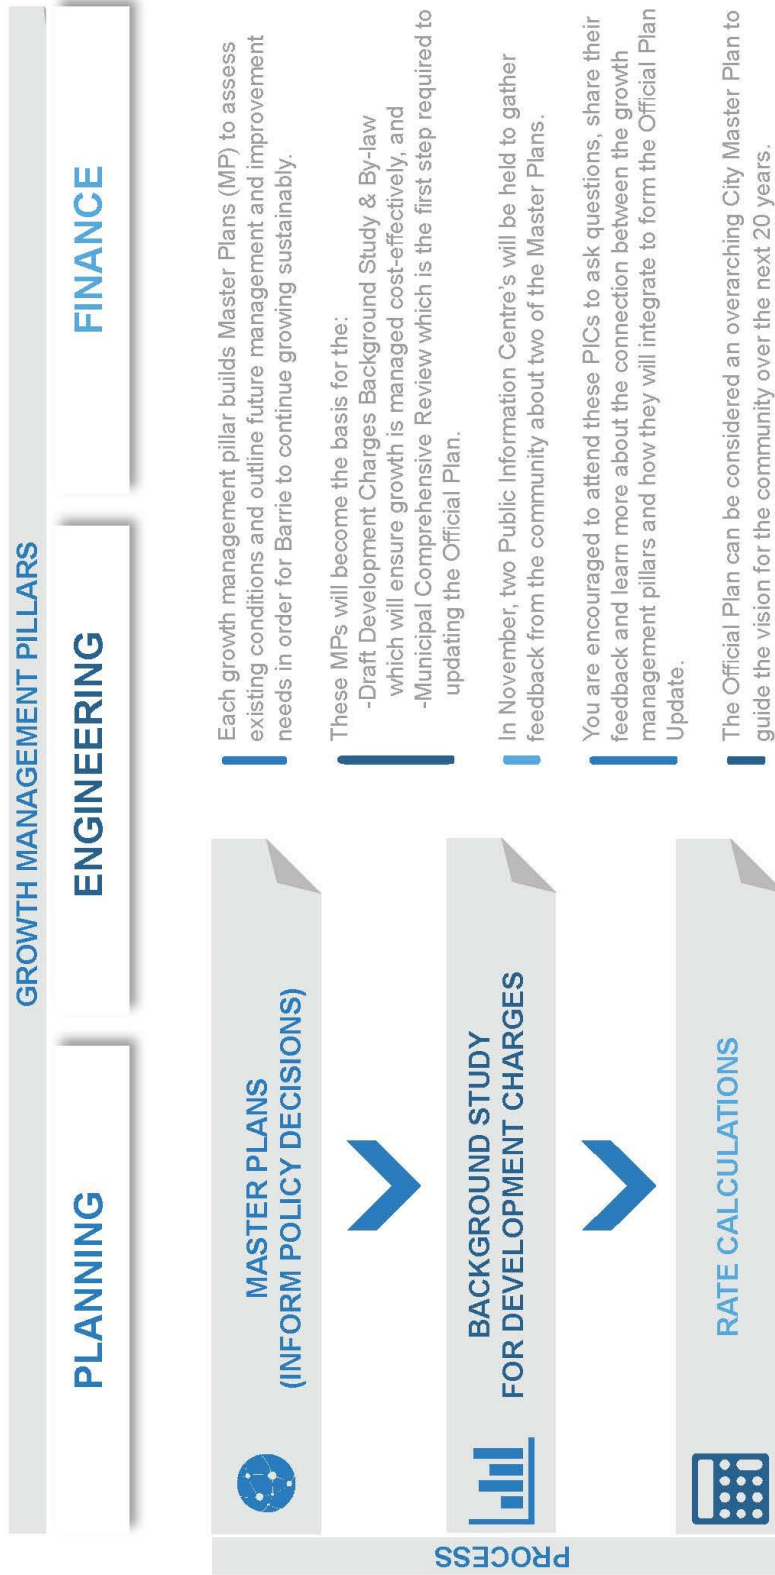 GROWTH MANAGEMENT PILLARS
PLANNING
ENGINEERING
FINANCE
PROCESS
MASTER PLANS
(INFORM POLICY DECISIONS)
BACKGROUND STUDY
FOR DEVELOPMENT CHARGES
RATE CALCULATIONS
Each growth management pillar builds Master Plans (MP) to assess
existing conditions and outline future management and improvement
needs in order for Barrie to continue growing sustainably.
These MPs will become the basis for the:
-Draft Development Charges Background Study & By-law
which will ensure growth is managed cost-effectively, and
-Municipal Comprehensive Review which is the first step required to
updating the Official Plan.
In November, two Public Information Centre's will be held to gather
feedback from the community about two of the Master Plans.
You are encouraged to attend these PICs to ask questions, share their
feedback and learn more about the connection between the growth
management pillars and how they will integrate to form the Official Plan
Update.
The Official Plan can be considered an overarching City Master Plan to
guide the vision for the community over the next 20 years.